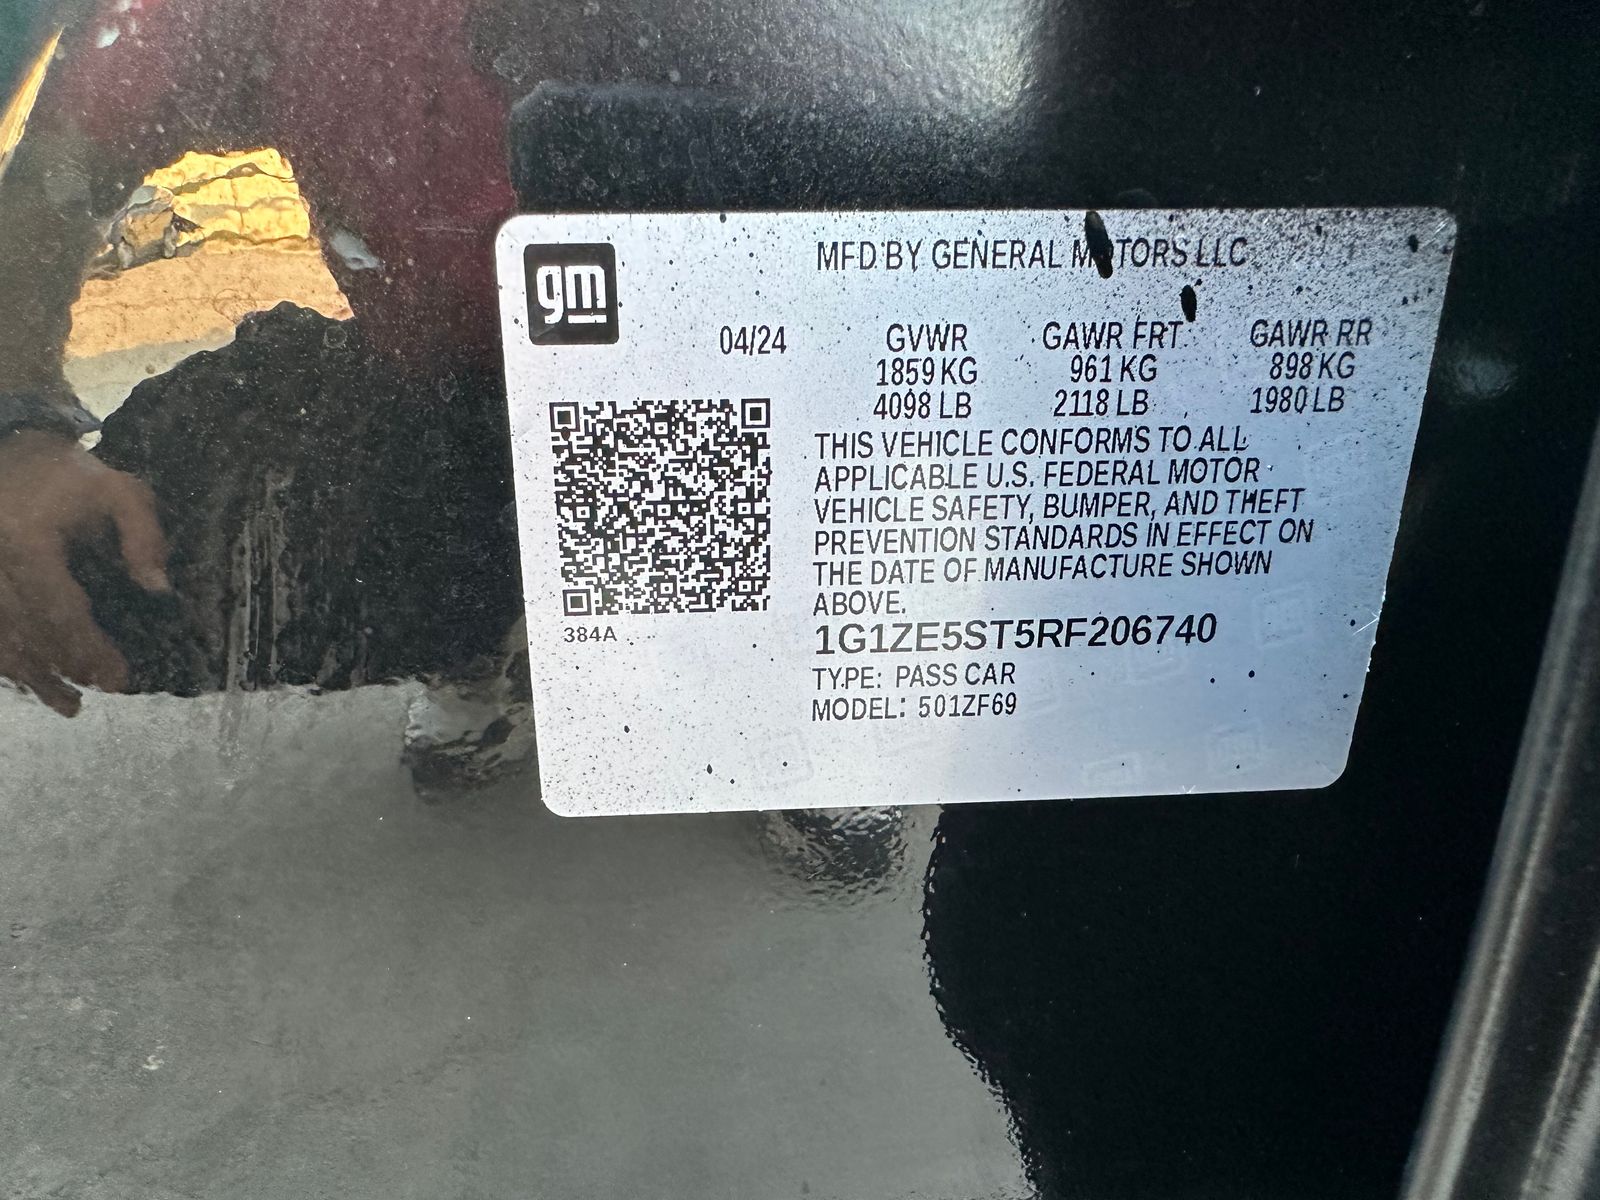 gm
MFD BY GENERAL MOTORS LLC
04/24 GVWR GAWR FRT GAWR RR
1859 KG 961 KG 898 KG
4098 LB 2118 LB 1980 LB
THIS VEHICLE CONFORMS TO ALL
APPLICABLE U.S. FEDERAL MOTOR
VEHICLE SAFETY, BUMPER, AND THEFT
PREVENTION STANDARDS IN EFFECT ON
THE DATE OF MANUFACTURE SHOWN
ABOVE.
384A
1G1ZE5ST5RF206740
TYPE: PASS CAR
MODEL: 501ZF69